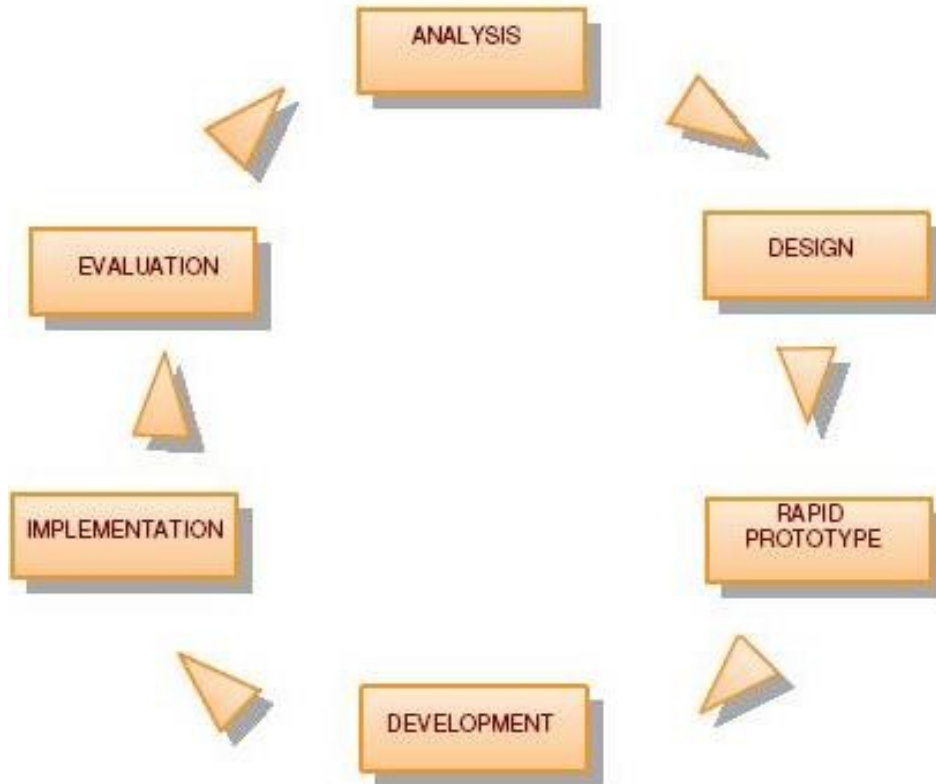 ANALYSIS
DESIGN
RAPID
PROTOTYPE
DEVELOPMENT
IMPLEMENTATION
EVALUATION